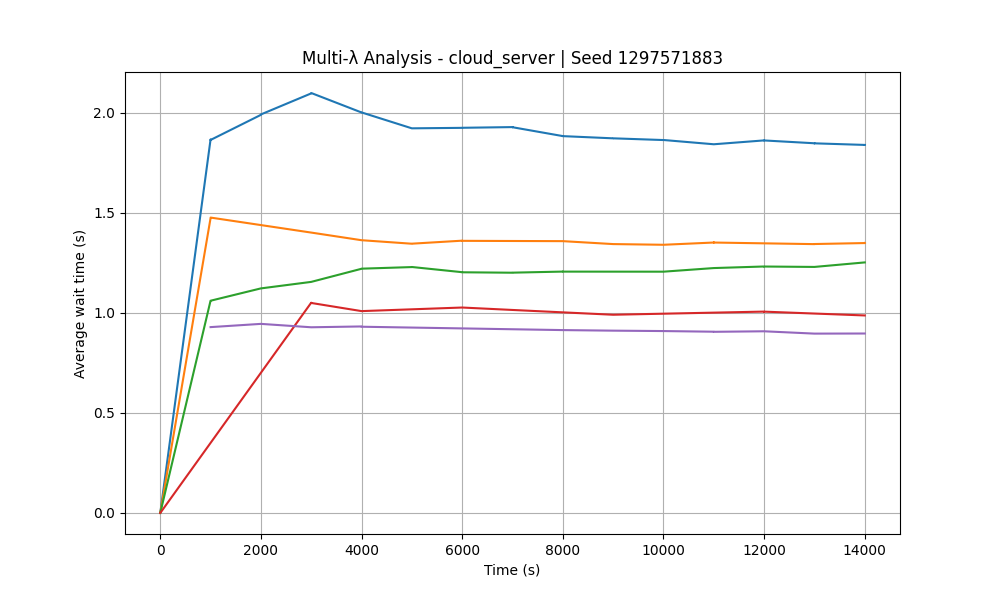 Multi-λ Analysis - cloud_server | Seed 1297571883
Average wait time (s)
2.0
1.5
1.0
0.5
0.0
0 2000 4000 6000 8000 10000 12000 14000
Time (s)